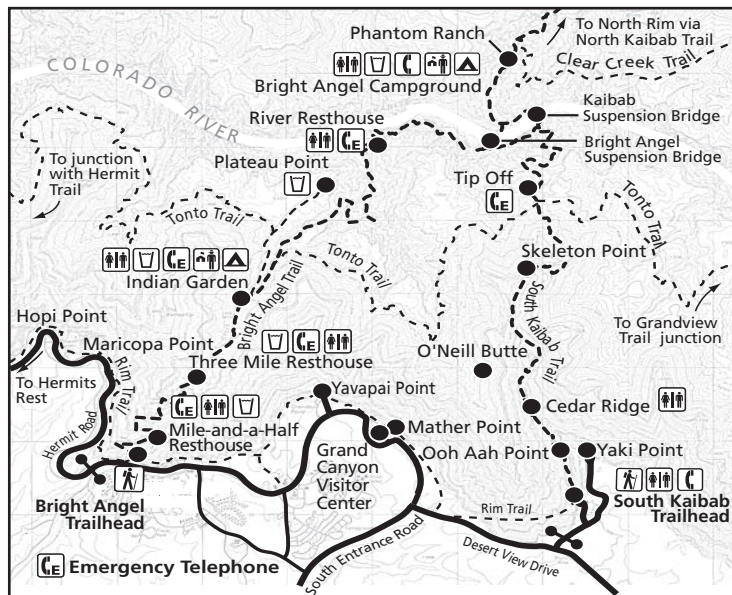 Phantom Ranch
To North Rim via
North Kaibab Trail
Clear Creek Trail
COLORADO RIVER
Bright Angel Campground
Kaibab
Suspension Bridge
River Resthouse
E
Bright Angel
Suspension Bridge
To junction
with Hermit
Trail
Plateau Point
Tip Off
E
Tonto Trail
Tonto Trail
Tonto Trail
Skeleton Point
E
Indian Garden
Bright Angel Trail
South Kaibab Trail
Hopi Point
To Grandview
Trail junction
Maricopa Point
E
Three Mile Resthouse
O'Neill Butte
To Hermits
Rest
Rim Trail
Yavapai Point
E
Cedar Ridge
Mile-and-a-Half
Resthouse
Mather Point
Hermit Road
Ooh Aah Point
Yaki Point
Grand
Canyon
Visitor
Center
Bright Angel
Trailhead
Rim Trail
South Kaibab
Trailhead
South Entrance Road
Desert View Drive
E Emergency Telephone